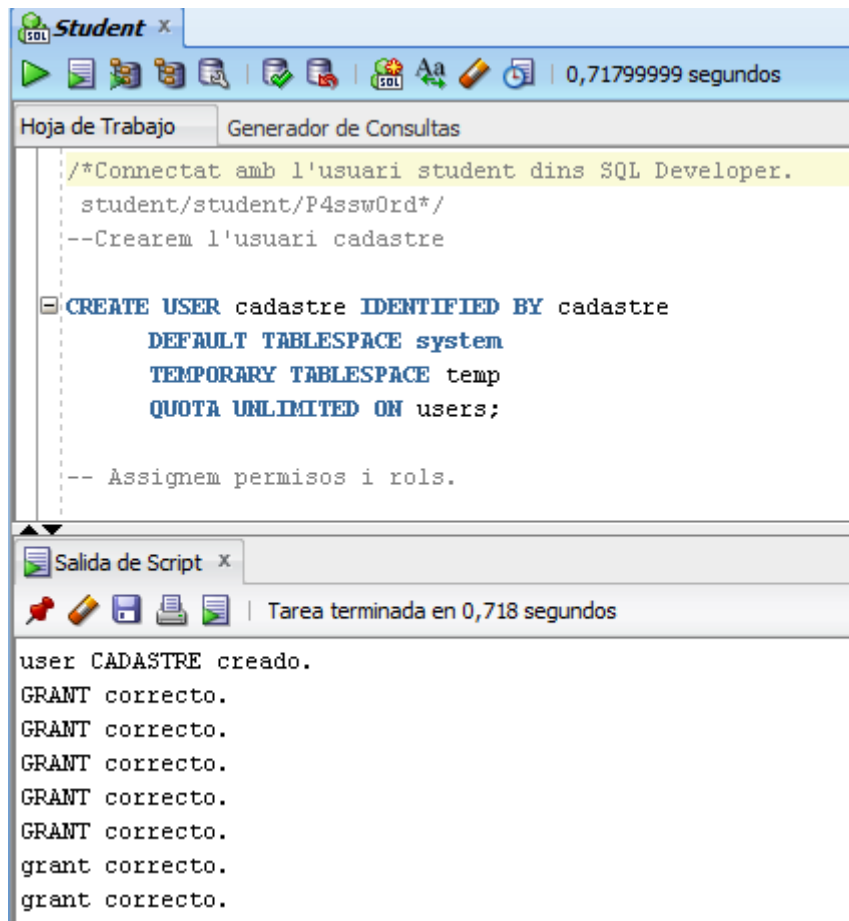 Student x
0,71799999 segundos
Hoja de Trabajo
Generador de Consultas
/*Connectat amb l'usuari student dins SQL Developer.
student/student/P4ssw0rd*/
--Crearem l'usuari cadastre
CREATE USER cadastre IDENTIFIED BY cadastre
DEFAULT TABLESPACE system
TEMPORARY TABLESPACE temp
QUOTA UNLIMITED ON users;
-- Assignem permisos i rols.
Salida de Script x
Tarea terminada en 0,718 segundos
user CADASTRE creado.
GRANT correcto.
GRANT correcto.
GRANT correcto.
GRANT correcto.
GRANT correcto.
grant correcto.
grant correcto.